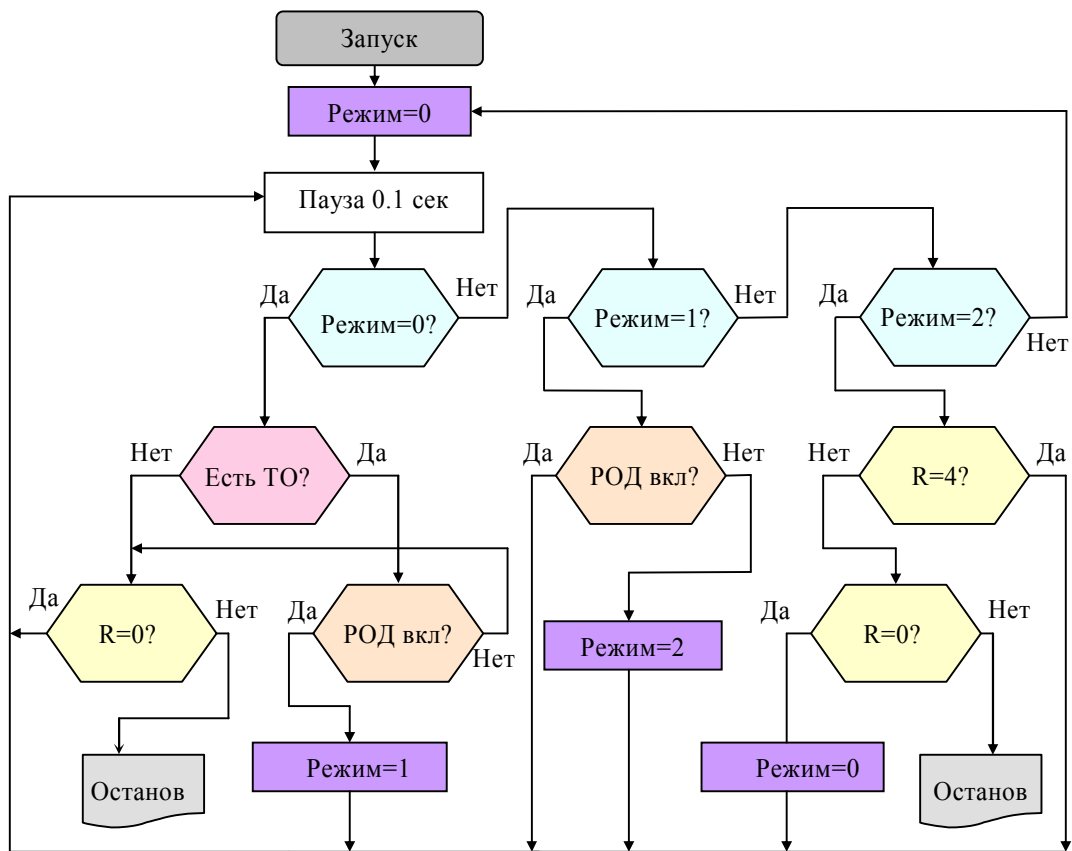 Запуск
Режим=0
Пауза 0.1 сек
Да
Нет
Да
Нет
Да
Режим=0?
Режим=1?
Режим=2?
Нет
Нет
Да
Да
Нет
Нет
Да
Есть ТО?
РОД вкл?
R=4?
Да
Нет
Да
Да
Нет
R=0?
РОД вкл?
Нет
Режим=2
R=0?
Останов
Режим=1
Режим=0
Останов